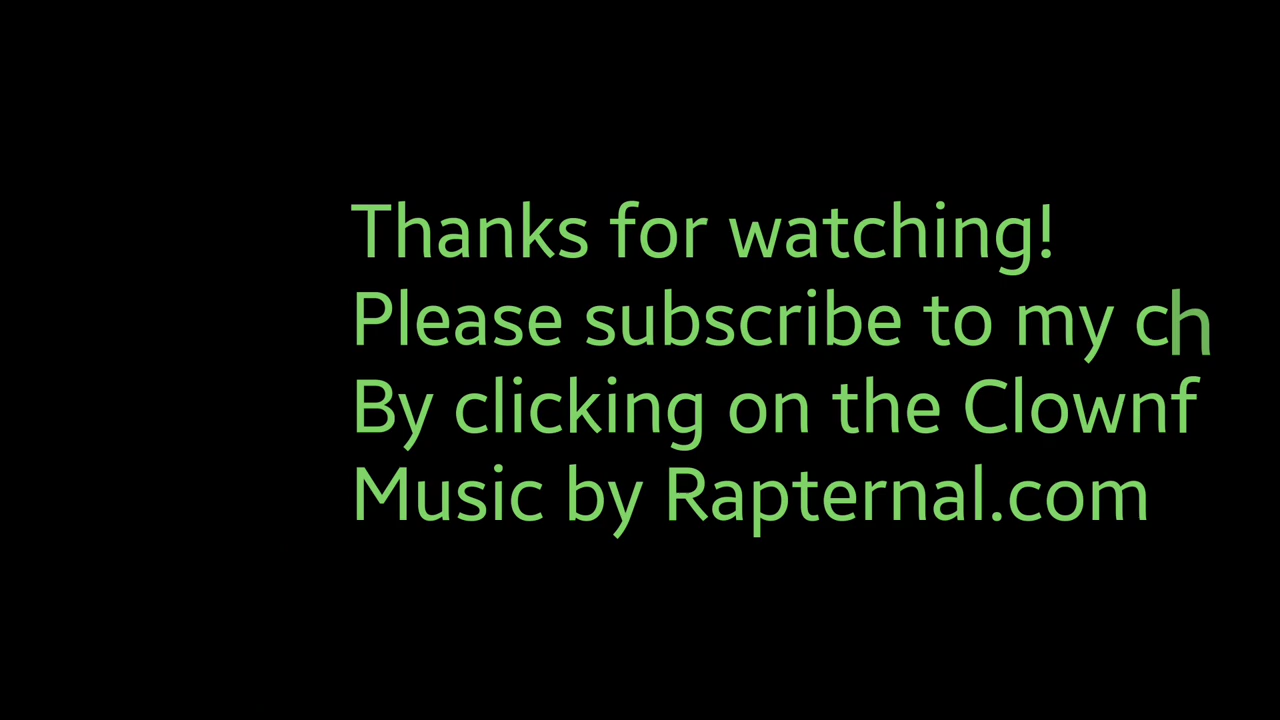 Thanks for watching!
Please subscribe to my ch
By clicking on the Clownf
Music by Rapternal.com